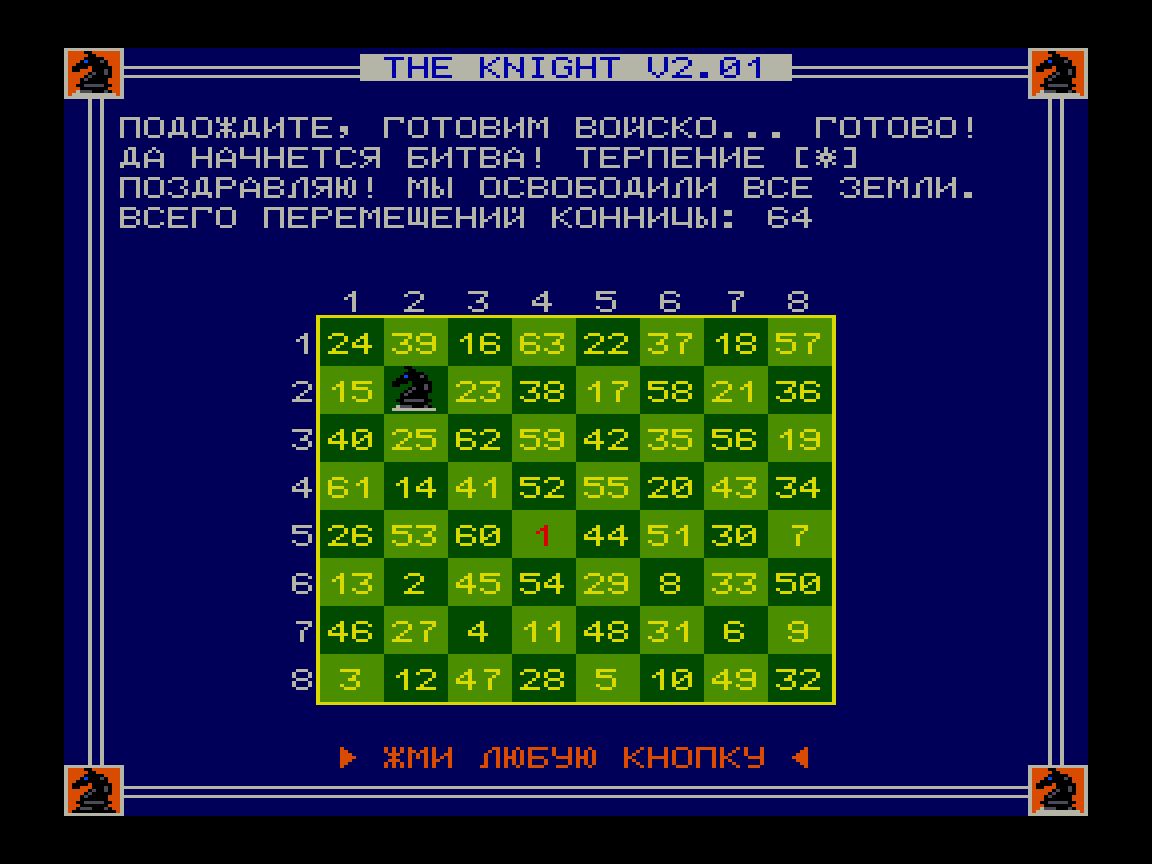 THE KNIGHT V2.01
ПОДОЖДИТЕ, ГОТОВИМ ВОЙСКО... ГОТОВО!
ДА НАЧНЕТСЯ БИТВА! ТЕРПЕНИЕ [*]
ПОЗДРАВЛЯЮ! МЫ ОСВОБОДИЛИ ВСЕ ЗЕМЛИ.
ВСЕГО ПЕРЕМЕЩЕНИЙ КОННИЦЫ: 64
1 2 3 4 5 6 7 8
1 24 39 16 63 22 37 18 57
2 15 23 38 17 58 21 36
3 40 25 62 59 42 35 56 19
4 61 14 41 52 55 20 43 34
5 26 53 60 1 44 51 30 7
6 13 2 45 54 29 8 33 50
7 46 27 4 11 48 31 6 9
8 3 12 47 28 5 10 49 32
► ЖМИ ЛЮБУЮ КНОПКУ ◄